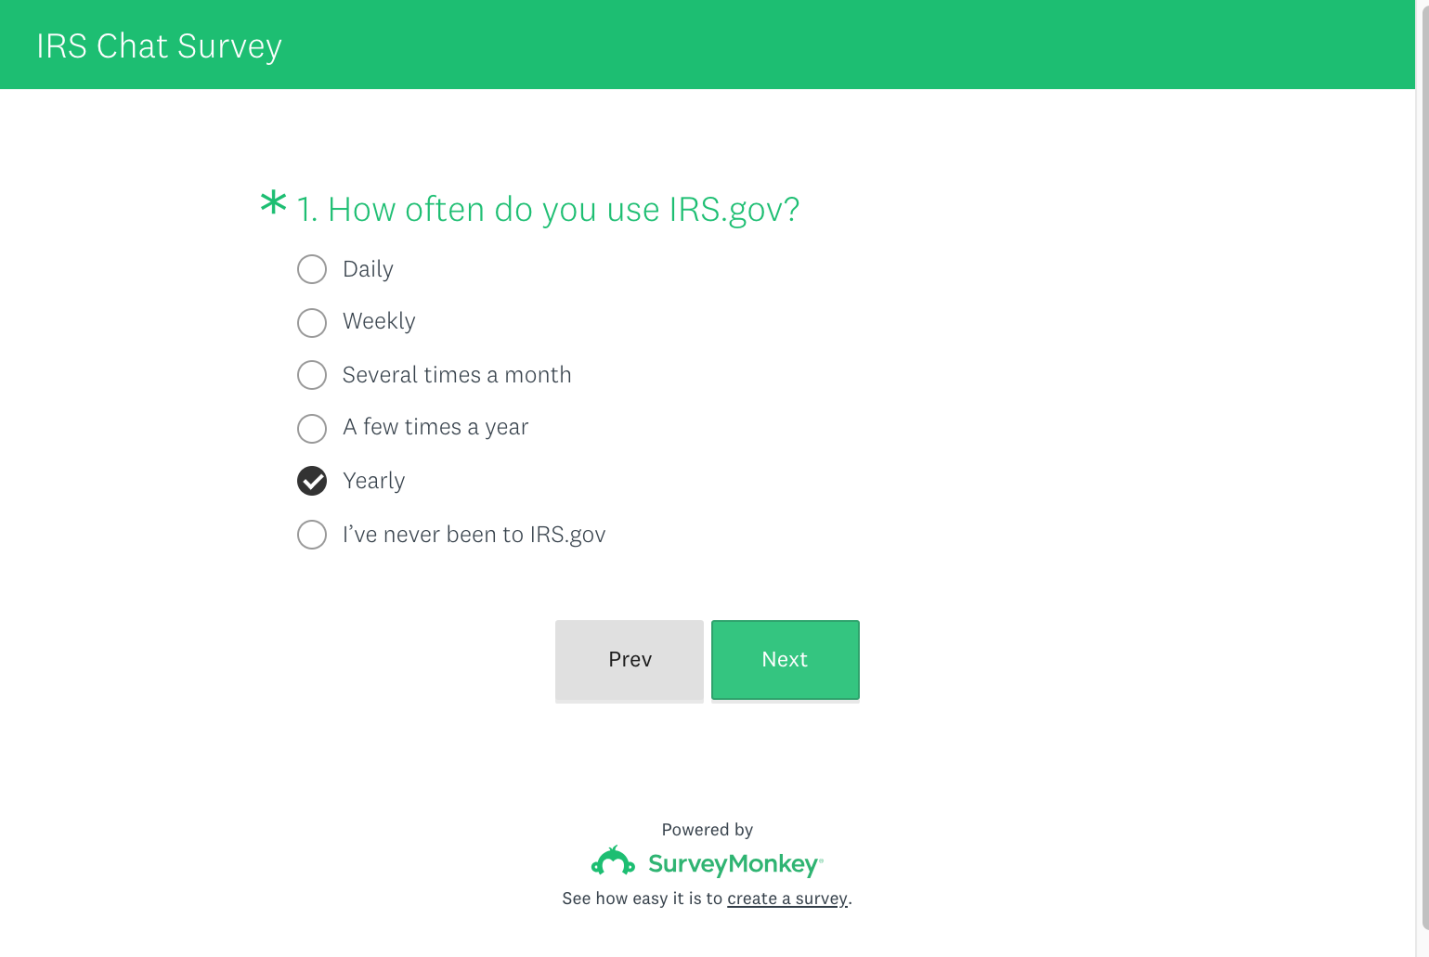 IRS Chat Survey
* 1. How often do you use IRS.gov?
Daily
Weekly
Several times a month
A few times a year
Yearly
I’ve never been to IRS.gov
Prev
Next
Powered by
SurveyMonkey®
See how easy it is to create a survey.